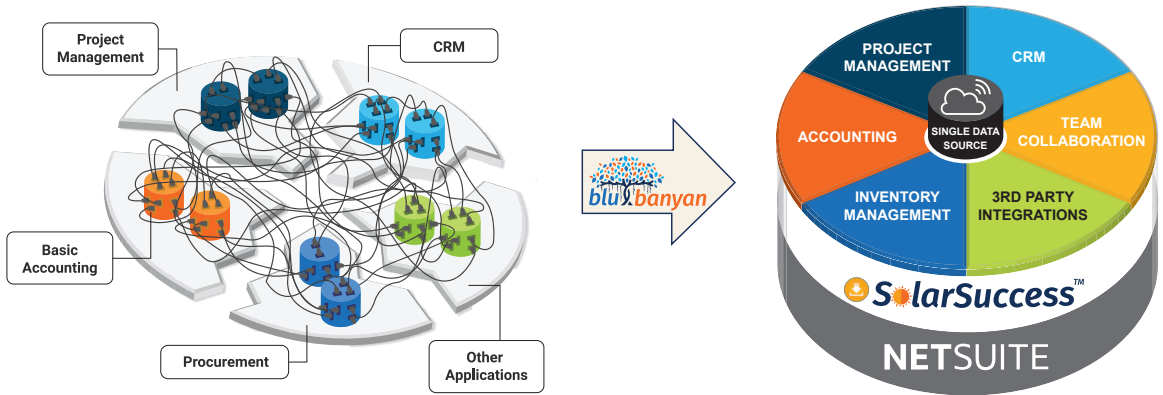 Project
Management
CRM
Basic
Accounting
Procurement
Other
Applications
blu banyan
PROJECT
MANAGEMENT
CRM
ACCOUNTING
SINGLE DATA
SOURCE
TEAM
COLLABORATION
INVENTORY
MANAGEMENT
3RD PARTY
INTEGRATIONS
SolarSuccess™
NETSUITE